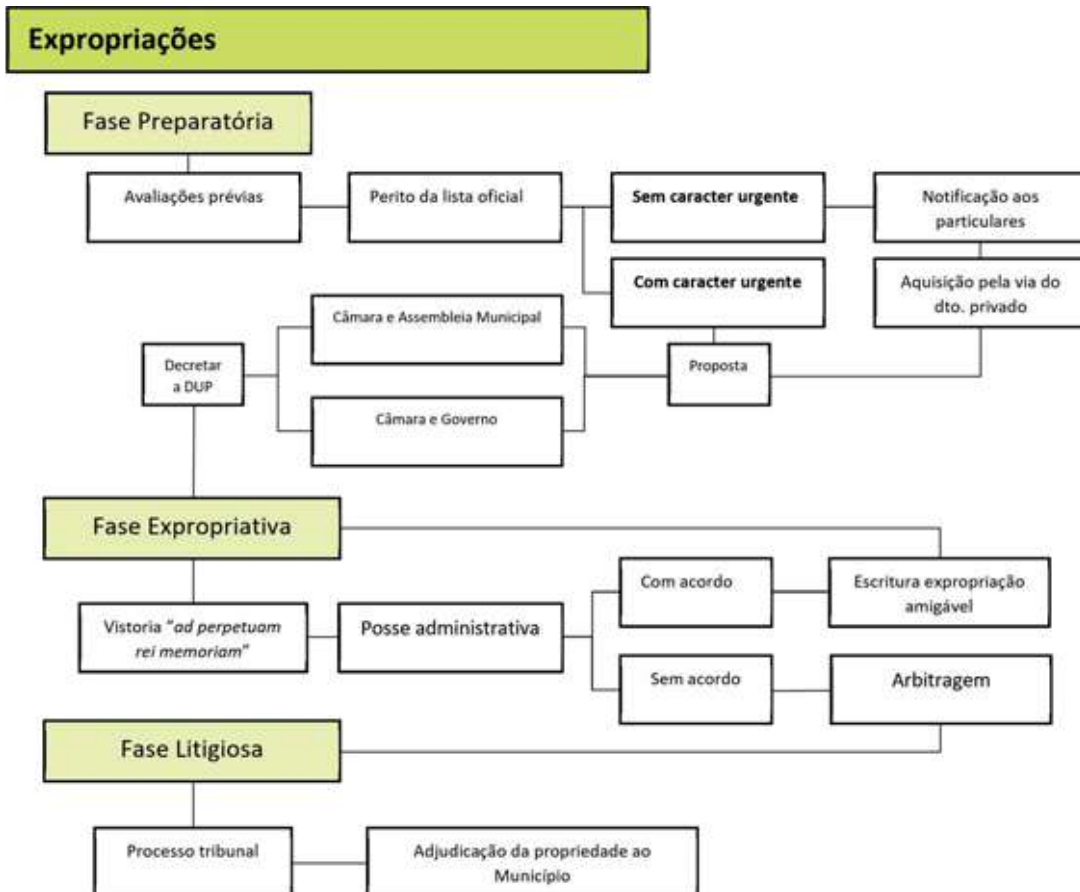 Expropriações
Fase Preparatória
Avaliações prévias
Perito da lista oficial
Sem caracter urgente
Notificação aos
particulares
Com caracter urgente
Aquisição pela via do
dto. privado
Câmara e Assembleia Municipal
Decretar
a DUP
Proposta
Câmara e Governo
Fase Expropriativa
Com acordo
Escritura expropriação
amigável
Vistoria "ad perpetuam
rei memoriam"
Posse administrativa
Sem acordo
Arbitragem
Fase Litigiosa
Processo tribunal
Adjudicação da propriedade ao
Município